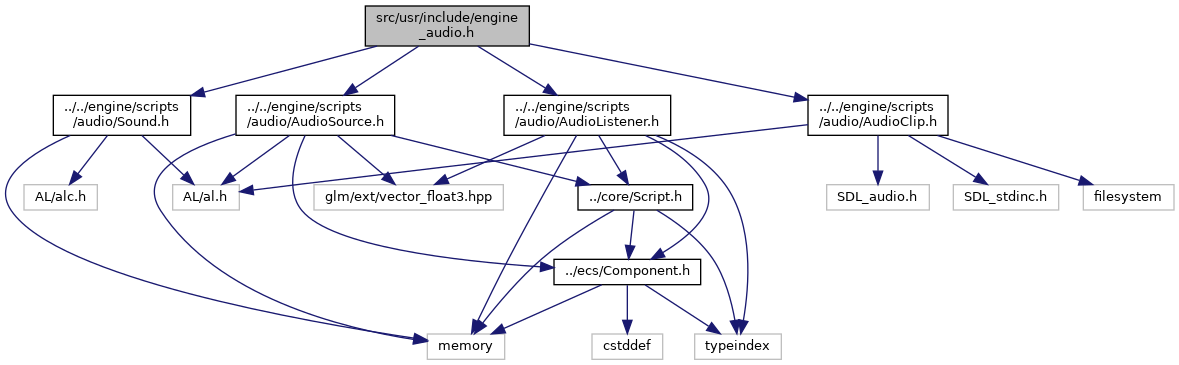 src/usr/include/engine
_audio.h
../../engine/scripts
/audio/Sound.h
../../engine/scripts
/audio/AudioSource.h
../../engine/scripts
/audio/AudioListener.h
../../engine/scripts
/audio/AudioClip.h
AL/alc.h
AL/al.h
glm/ext/vector_float3.hpp
../core/Script.h
SDL_audio.h
SDL_stdinc.h
filesystem
../ecs/Component.h
memory
cstddef
typeindex